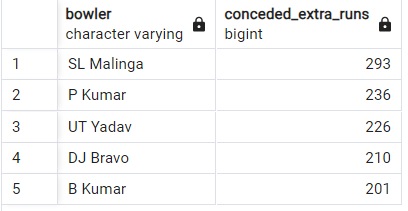 bowler conceded_extra_runs
character varying bigint
1 SL Malinga 293
2 P Kumar 236
3 UT Yadav 226
4 DJ Bravo 210
5 B Kumar 201